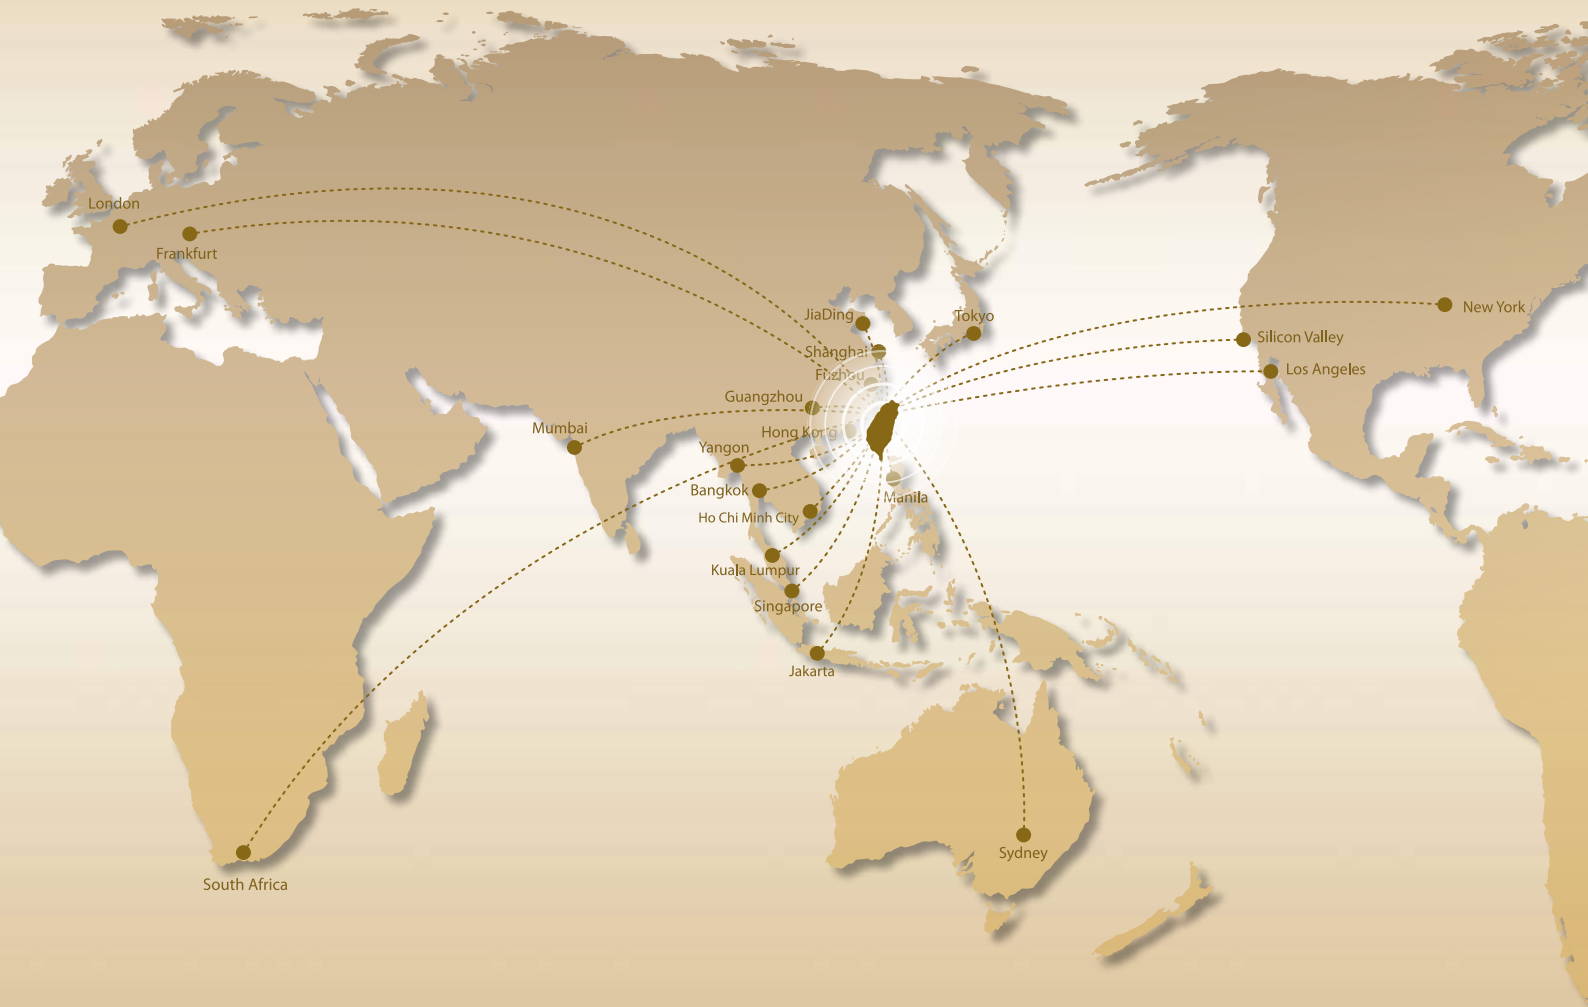 London
Frankfurt
JiaDing
Tokyo
New York
Shanghai
Silicon Valley
Fuzhou
Los Angeles
Guangzhou
Mumbai
Hong Kong
Yangon
Bangkok
Manila
Ho Chi Minh City
Kuala Lumpur
Singapore
Jakarta
Sydney
South Africa